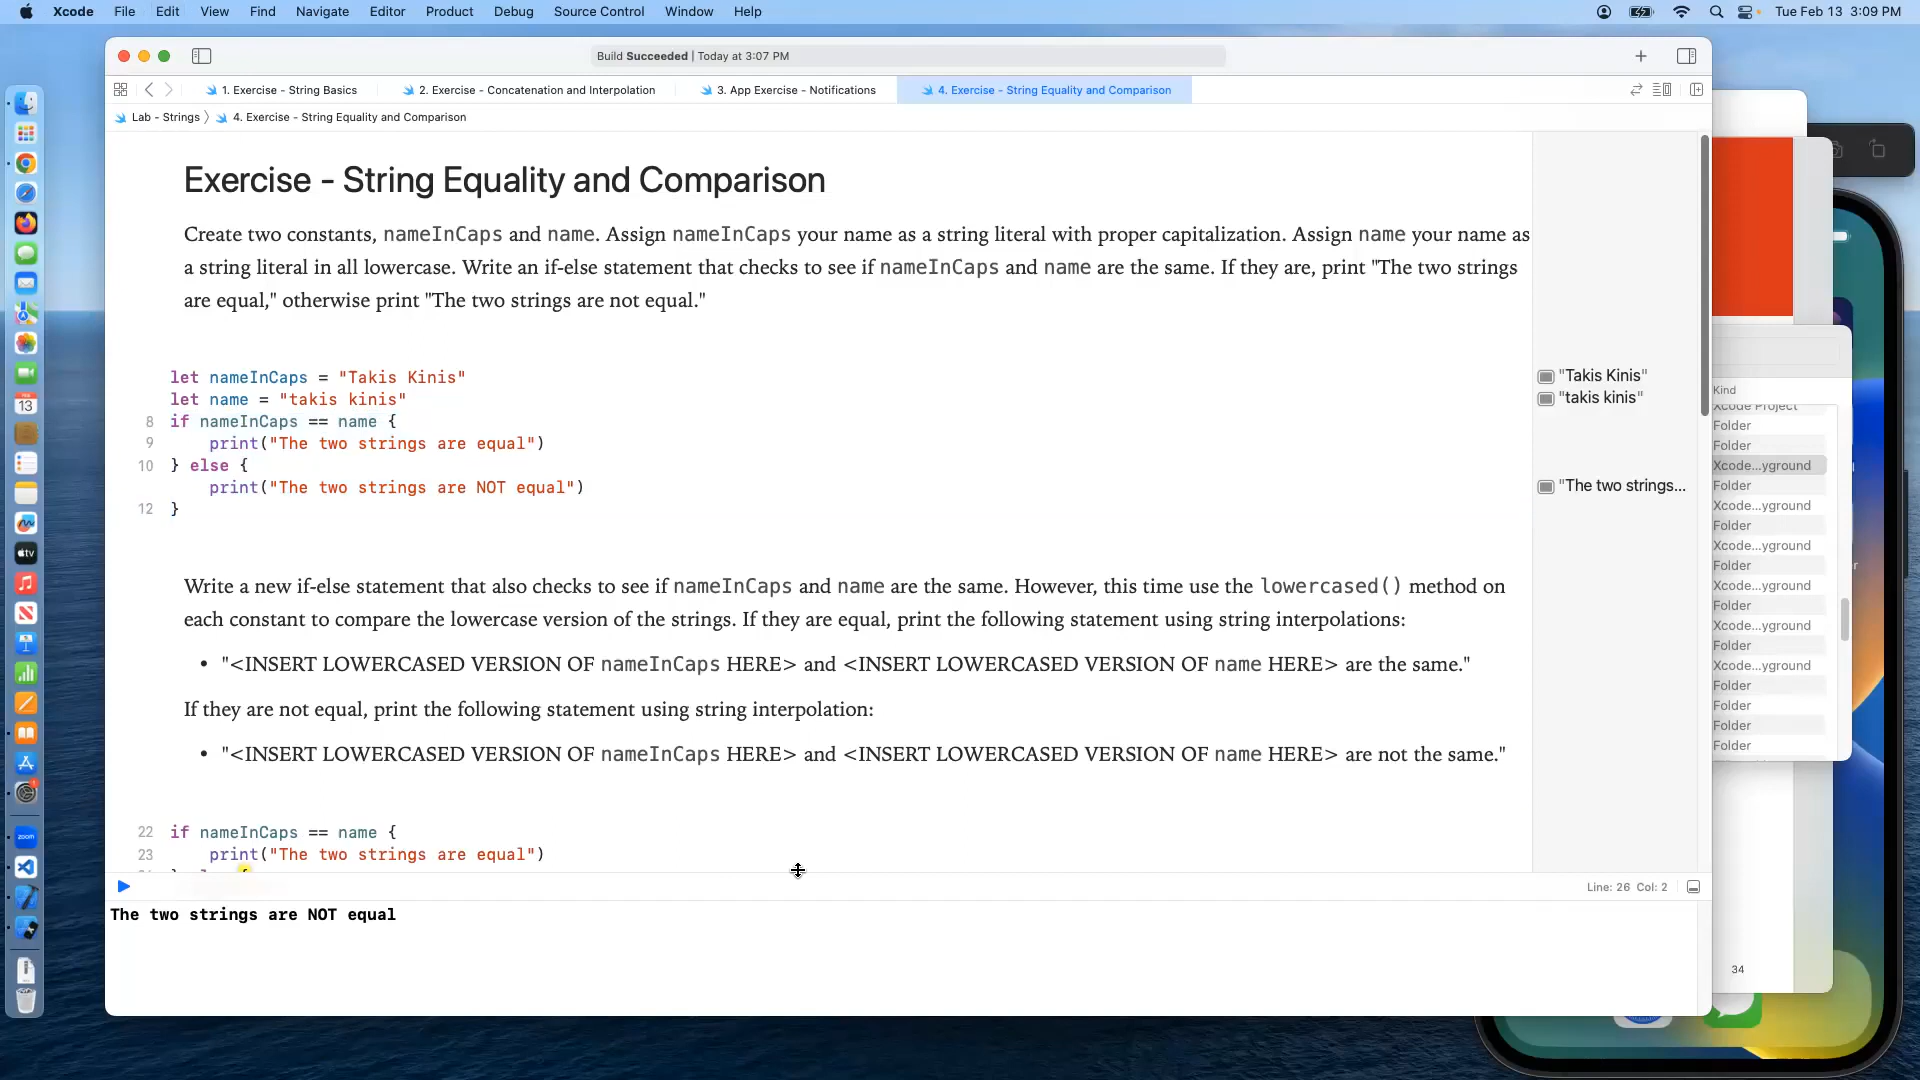 Xcode File Edit View Find Navigate Editor Product Debug Source Control Window Help
Tue Feb 13 3:09 PM
Build Succeeded | Today at 3:07 PM
1. Exercise - String Basics
2. Exercise - Concatenation and Interpolation
3. App Exercise - Notifications
4. Exercise - String Equality and Comparison
Lab - Strings 〉 4. Exercise - String Equality and Comparison
Exercise - String Equality and Comparison
Create two constants, nameInCaps and name. Assign nameInCaps your name as a string literal with proper capitalization. Assign name your name as
a string literal in all lowercase. Write an if-else statement that checks to see if nameInCaps and name are the same. If they are, print "The two strings
are equal," otherwise print "The two strings are not equal."
let nameInCaps = "Takis Kinis"
let name = "takis kinis"
8 if nameInCaps == name {
9 print("The two strings are equal")
10 } else {
print("The two strings are NOT equal")
12 }
"Takis Kinis"
"takis kinis"
"The two strings...
Write a new if-else statement that also checks to see if nameInCaps and name are the same. However, this time use the lowercased() method on
each constant to compare the lowercase version of the strings. If they are equal, print the following statement using string interpolations:
• "<INSERT LOWERCASED VERSION OF nameInCaps HERE> and <INSERT LOWERCASED VERSION OF name HERE> are the same."
If they are not equal, print the following statement using string interpolation:
• "<INSERT LOWERCASED VERSION OF nameInCaps HERE> and <INSERT LOWERCASED VERSION OF name HERE> are not the same."
22 if nameInCaps == name {
23 print("The two strings are equal")
Line: 26 Col: 2
The two strings are NOT equal
Kind
Xcode Project
Folder
Folder
Xcode...yground
Folder
Xcode...yground
Folder
Xcode...yground
Folder
Xcode...yground
Folder
Xcode...yground
Folder
Xcode...yground
Folder
Folder
Folder
Folder
34
FEB
13
zoom
tv